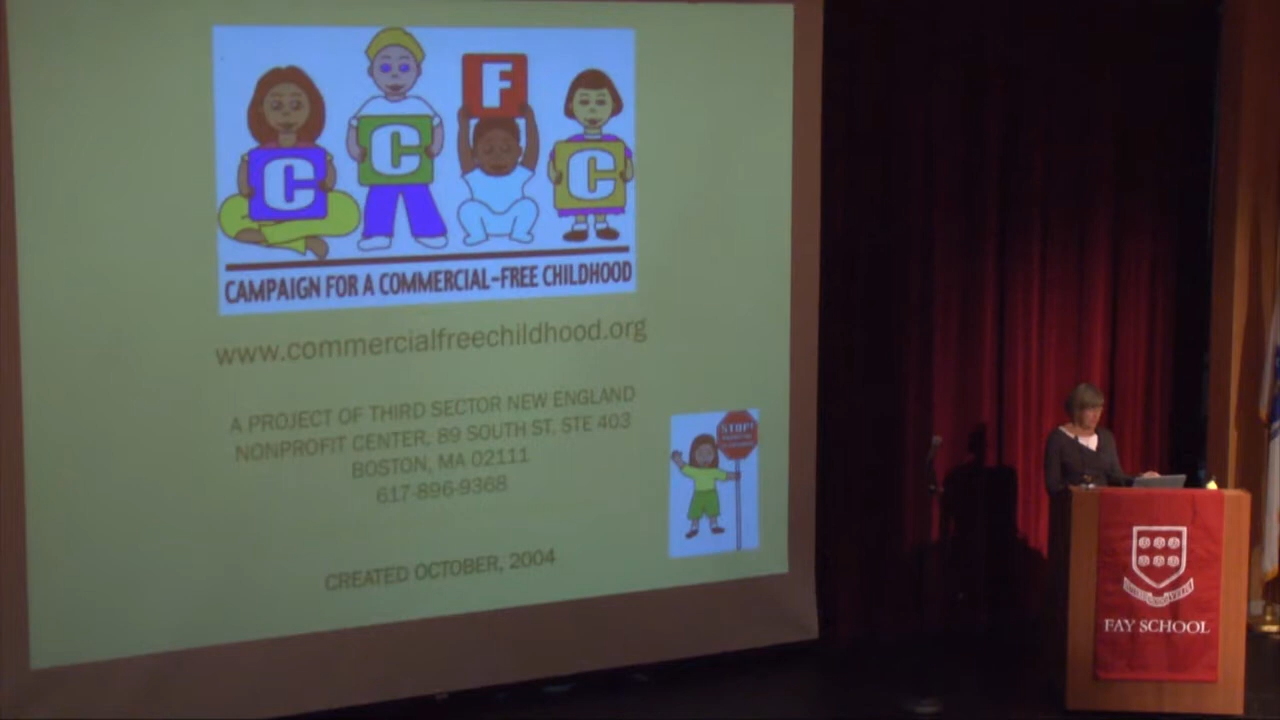 C C F C
CAMPAIGN FOR A COMMERCIAL-FREE CHILDHOOD
www.commercialfreechildhood.org
A PROJECT OF THIRD SECTOR NEW ENGLAND
NONPROFIT CENTER, 89 SOUTH ST. STE 403
BOSTON, MA 02111
617-896-9368
CREATED OCTOBER, 2004
STOP!
FAY SCHOOL